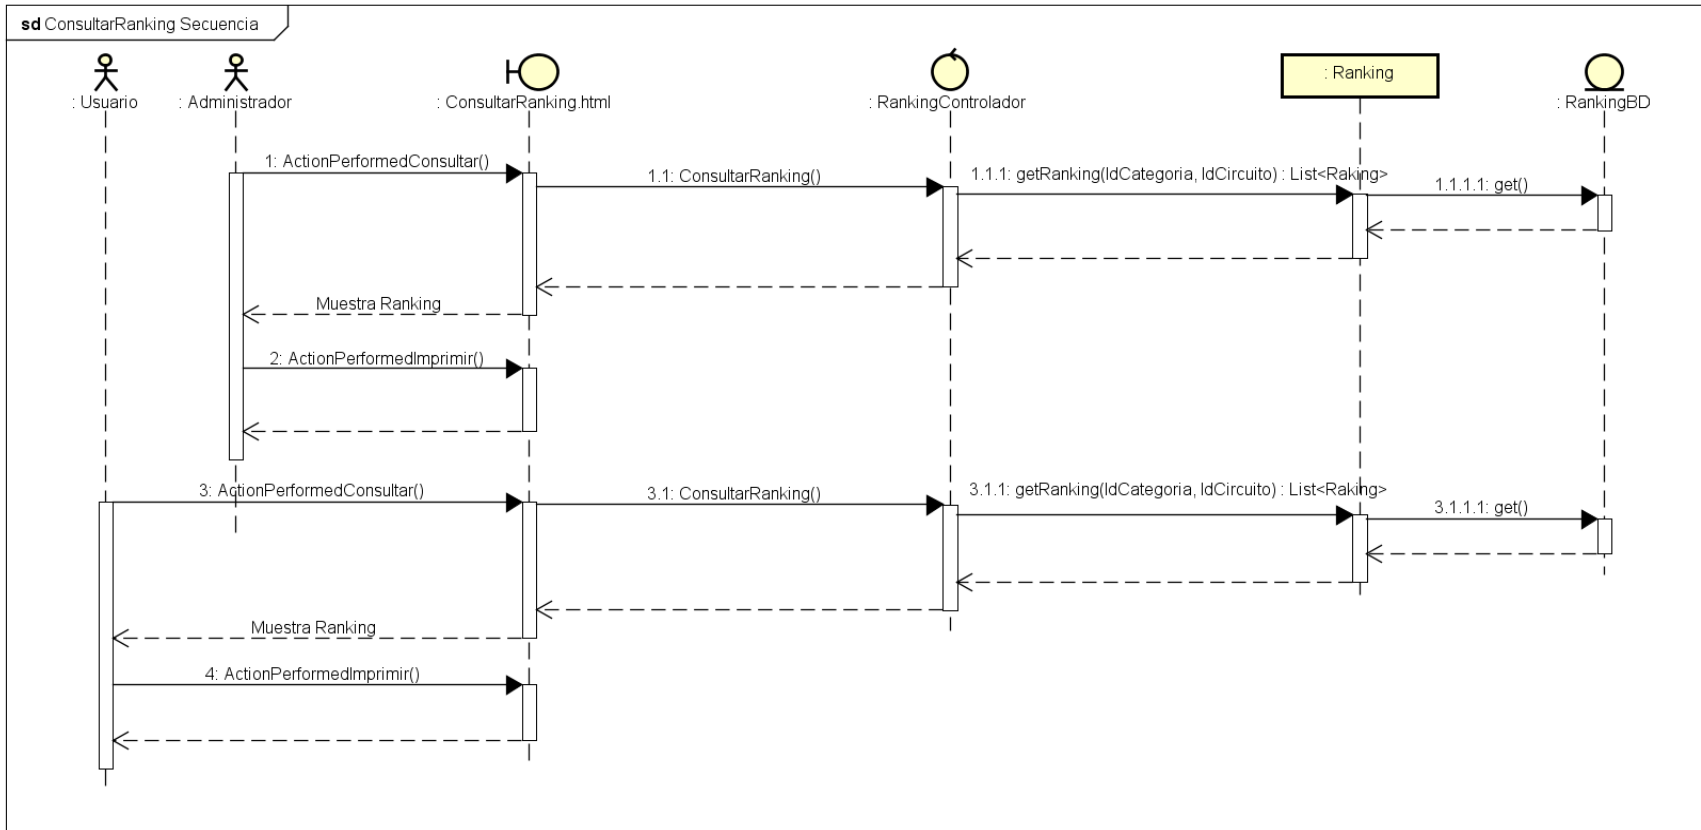 sd ConsultarRanking Secuencia
: Usuario
: Administrador
: ConsultarRanking.html
: RankingControlador
: Ranking
: RankingBD
1: ActionPerformedConsultar()
1.1: ConsultarRanking()
1.1.1: getRanking(IdCategoria, IdCircuito) : List<Raking>
1.1.1.1: get()
Muestra Ranking
2: ActionPerformedImprimir()
3: ActionPerformedConsultar()
3.1: ConsultarRanking()
3.1.1: getRanking(IdCategoria, IdCircuito) : List<Raking>
3.1.1.1: get()
Muestra Ranking
4: ActionPerformedImprimir()